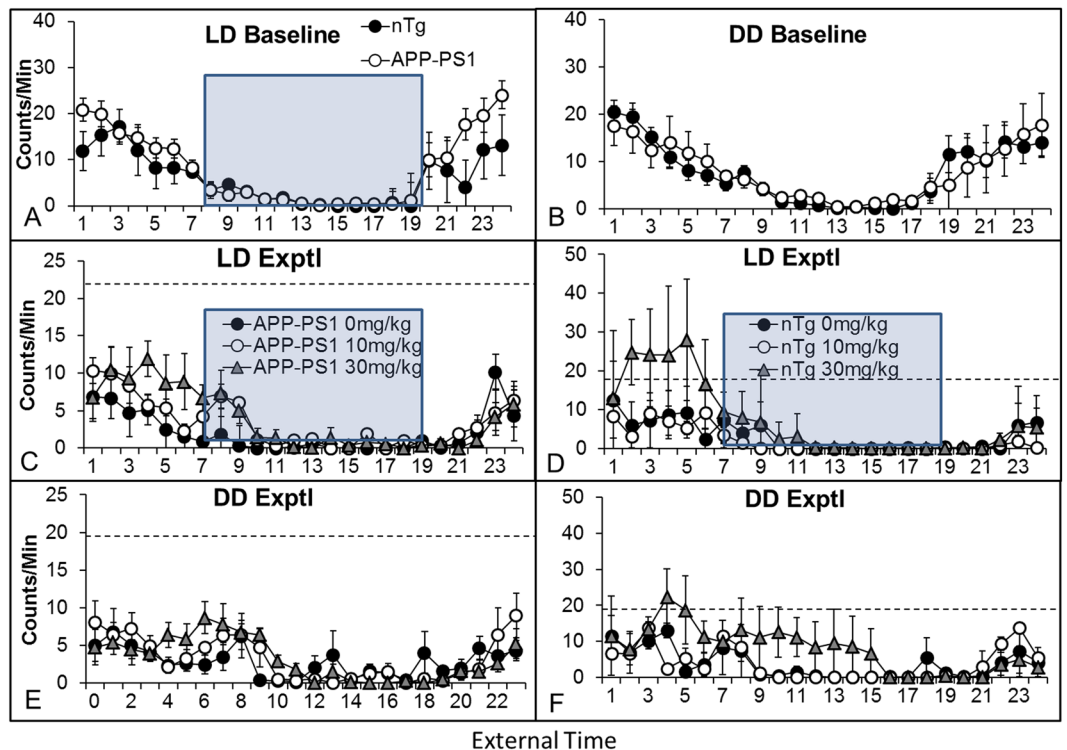 LD Baseline
nTg
APP-PS1
Counts/Min
40
30
20
10
0
A
1 3 5 7 9 11 13 15 17 19 21 23
DD Baseline
40
30
20
10
0
B
1 3 5 7 9 11 13 15 17 19 21 23
LD Exptl
APP-PS1 0mg/kg
APP-PS1 10mg/kg
APP-PS1 30mg/kg
Counts/Min
25
20
15
10
5
0
C
1 3 5 7 9 11 13 15 17 19 21 23
LD Exptl
nTg 0mg/kg
nTg 10mg/kg
nTg 30mg/kg
50
40
30
20
10
0
D
1 3 5 7 9 11 13 15 17 19 21 23
DD Exptl
Counts/Min
25
20
15
10
5
0
E
0 2 4 6 8 10 12 14 16 18 20 22
DD Exptl
50
40
30
20
10
0
F
1 3 5 7 9 11 13 15 17 19 21 23
External Time